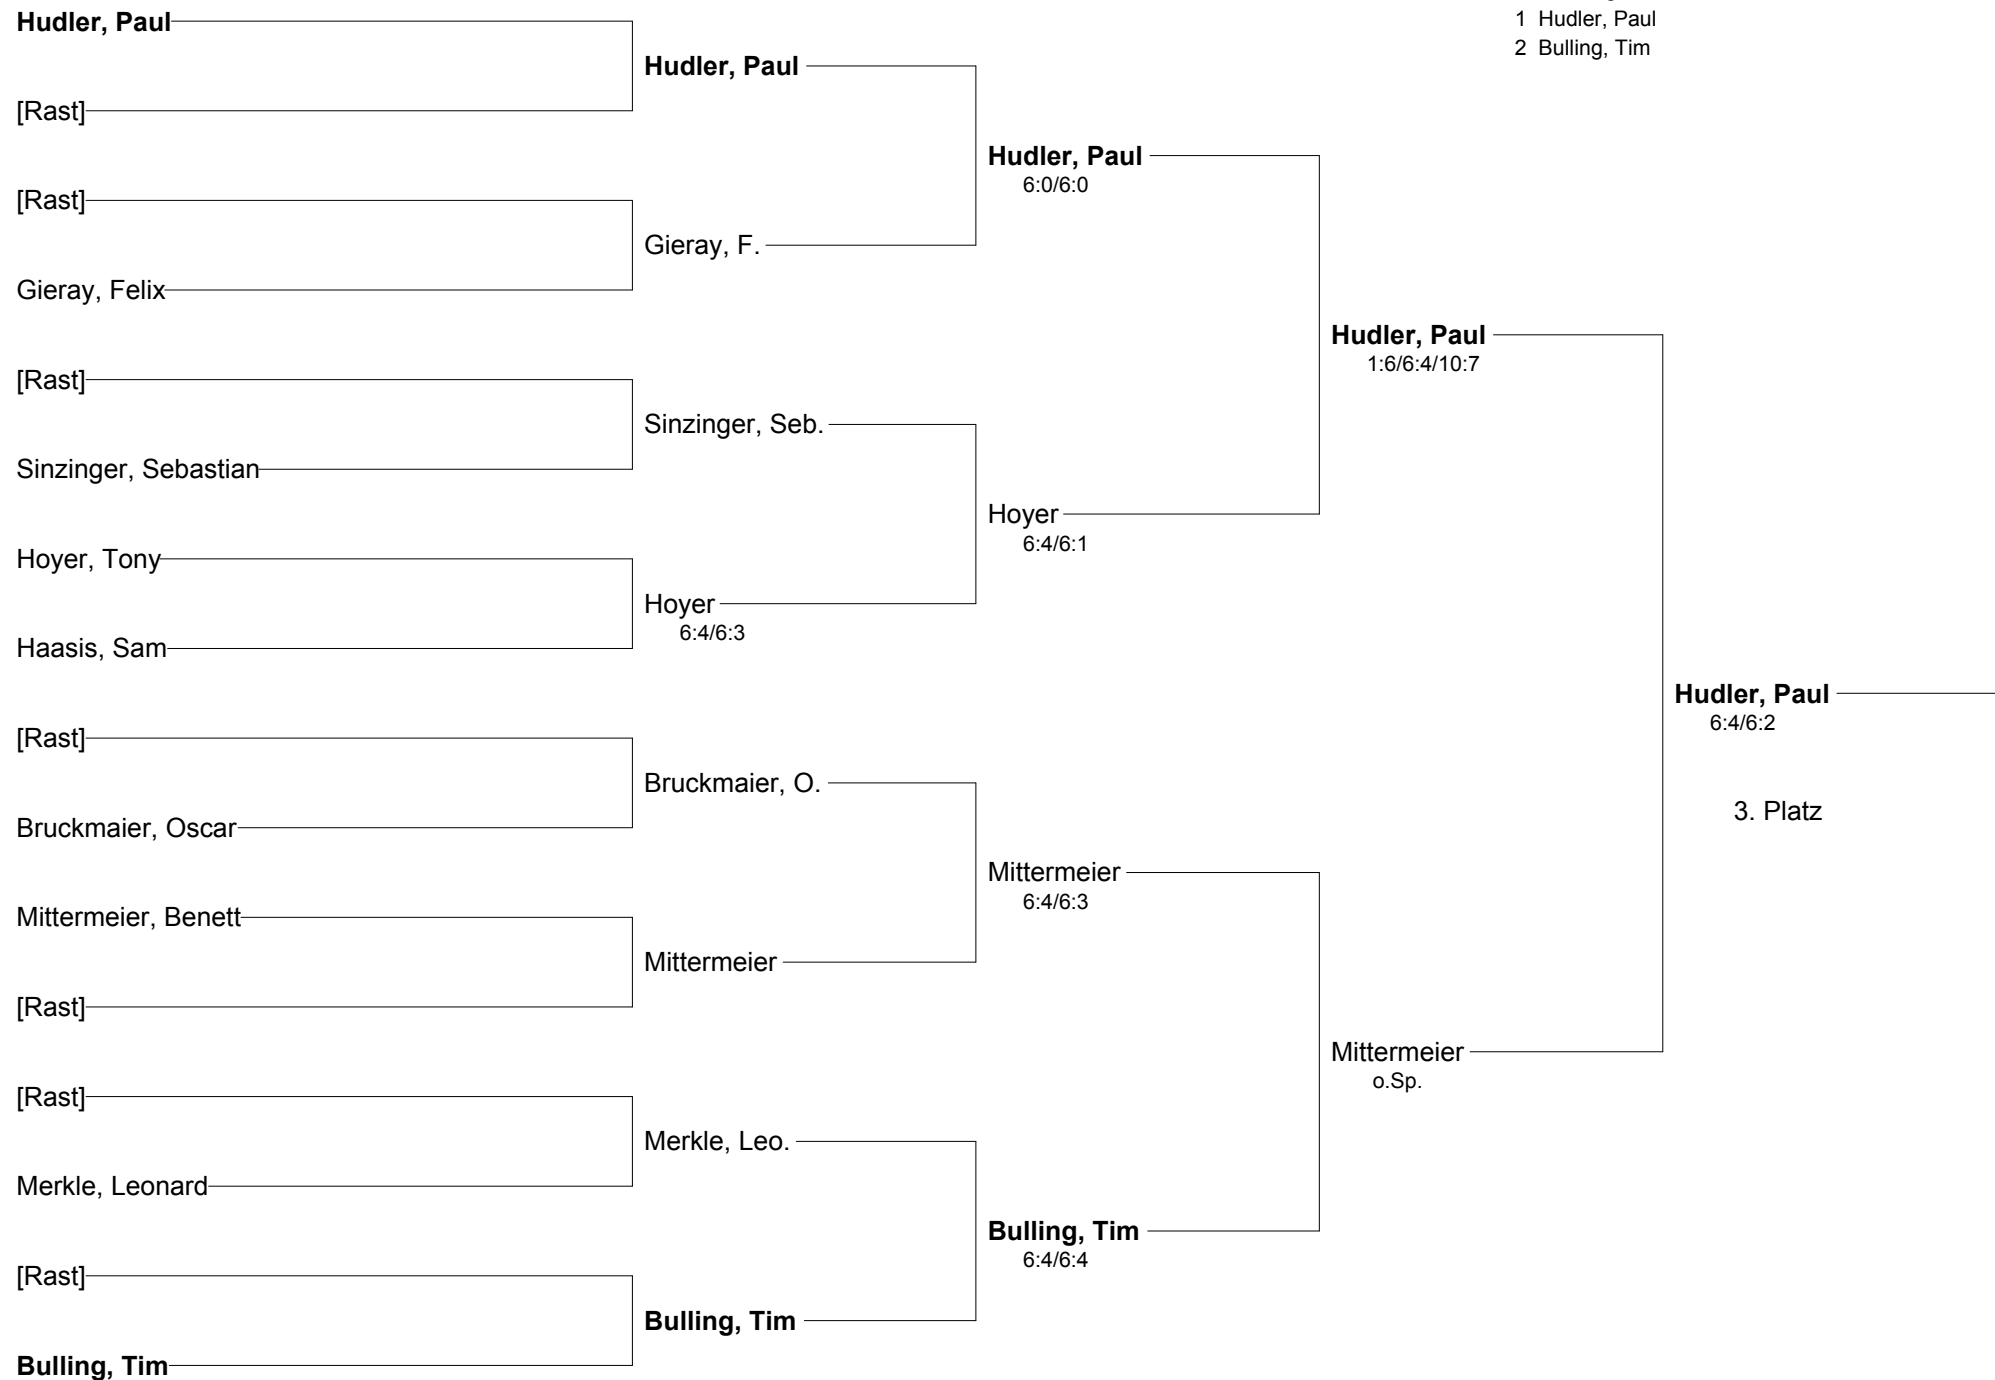 Hudler, Paul
[Rast]
[Rast]
Gieray, Felix
[Rast]
Sinzinger, Sebastian
Hoyer, Tony
Haasis, Sam
[Rast]
Bruckmaier, Oscar
Mittermeier, Benett
[Rast]
[Rast]
Merkle, Leonard
[Rast]
Bulling, Tim
Hudler, Paul
Gieray, F.
Sinzinger, Seb.
Hoyer
6:4/6:3
Bruckmaier, O.
Mittermeier
Merkle, Leo.
Bulling, Tim
Hudler, Paul
6:0/6:0
Hoyer
6:4/6:1
Mittermeier
6:4/6:3
Bulling, Tim
6:4/6:4
Hudler, Paul
1:6/6:4/10:7
Mittermeier
o.Sp.
1 Hudler, Paul
2 Bulling, Tim
Hudler, Paul
6:4/6:2
3. Platz